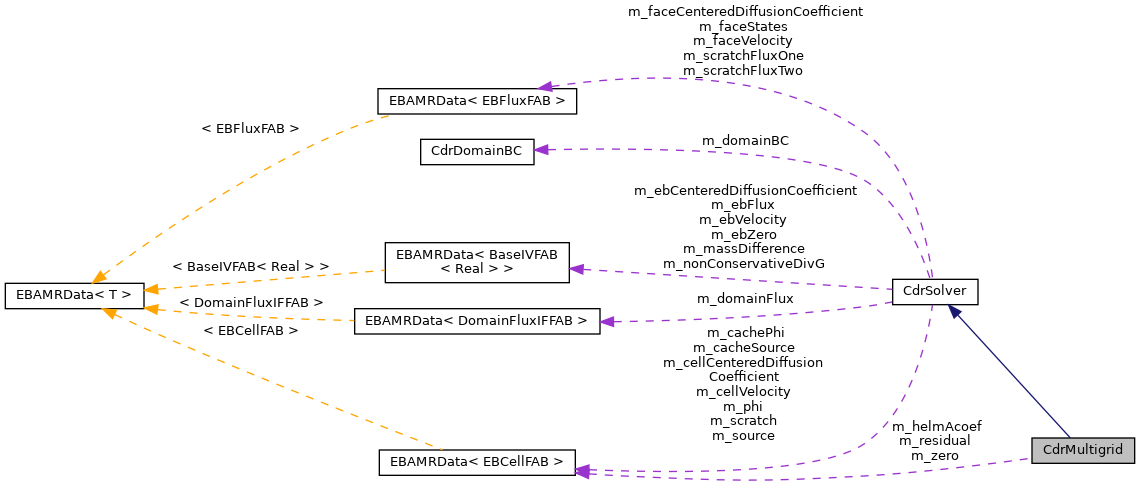 m_faceCenteredDiffusionCoefficient
m_faceStates
m_faceVelocity
m_scratchFluxOne
m_scratchFluxTwo
EBAMRData< EBFluxFAB >
< EBFluxFAB >
CdrDomainBC
m_domainBC
m_ebCenteredDiffusionCoefficient
m_ebFlux
m_ebVelocity
m_ebZero
m_massDifference
m_nonConservativeDivG
EBAMRData< BaseIVFAB
< Real > >
< BaseIVFAB< Real > >
EBAMRData< T >
< DomainFluxIFFAB >
EBAMRData< DomainFluxIFFAB >
m_domainFlux
CdrSolver
< EBCellFAB >
m_cachePhi
m_cacheSource
m_cellCenteredDiffusion
Coefficient
m_cellVelocity
m_phi
m_scratch
m_source
m_helmAcoef
m_residual
m_zero
EBAMRData< EBCellFAB >
CdrMultigrid